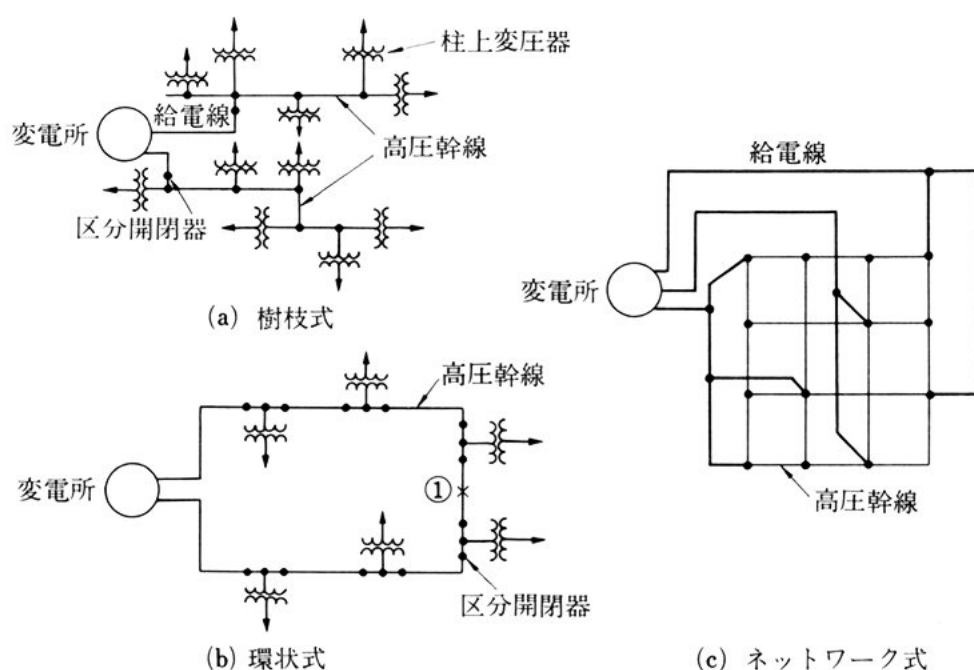 柱上変圧器
給電線
変電所
高圧幹線
区分開閉器
(a) 樹枝式
高圧幹線
変電所
①
区分開閉器
(b) 環状式
給電線
変電所
高圧幹線
(c) ネットワーク式